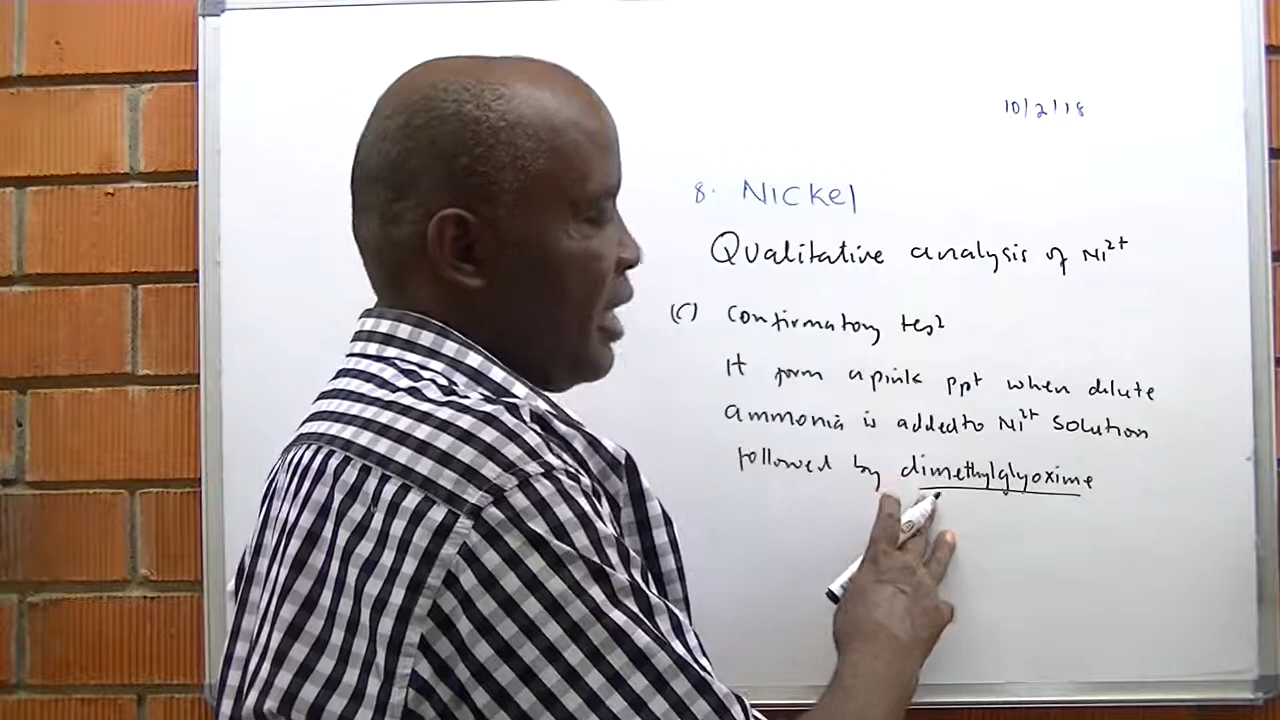 10/2/18
8. Nickel
Qualitative analysis of Ni²⁺
(C) Confirmatory test
It form a pink ppt when dilute
ammonia is added to Ni²⁺ solution
followed by dimethylglyoxime